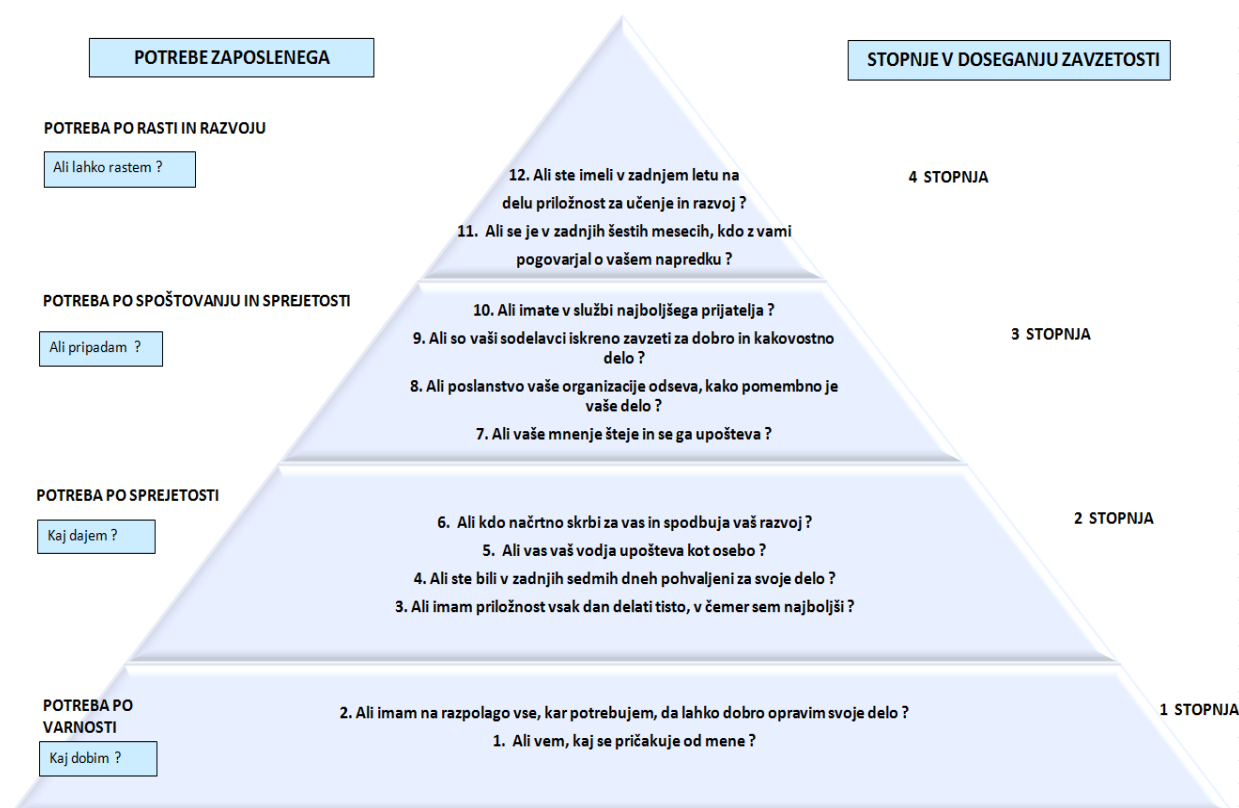 POTREBE ZAPOSLENEGA
STOPNJE V DOSEGANJU ZAVZETOSTI
POTREBA PO RASTI IN RAZVOJU
Ali lahko rastem ?
12. Ali ste imeli v zadnjem letu na
delu priložnost za učenje in razvoj ?
11. Ali se je v zadnjih šestih mesecih, kdo z vami
pogovarjal o vašem napredku ?
4 STOPNJA
POTREBA PO SPOŠTOVANJU IN SPREJETOSTI
Ali pripadam ?
10. Ali imate v službi najboljšega prijatelja ?
9. Ali so vaši sodelavci iskreno zavzeti za dobro in kakovostno
delo ?
8. Ali poslanstvo vaše organizacije odseva, kako pomembno je
vaše delo ?
7. Ali vaše mnenje šteje in se ga upošteva ?
3 STOPNJA
POTREBA PO SPREJETOSTI
Kaj dajem ?
6. Ali kdo načrtno skrbi za vas in spodbuja vaš razvoj ?
5. Ali vas vaš vodja upošteva kot osebo ?
4. Ali ste bili v zadnjih sedmih dneh pohvaljeni za svoje delo ?
3. Ali imam priložnost vsak dan delati tisto, v čemer sem najboljši ?
2 STOPNJA
POTREBA PO
VARNOSTI
Kaj dobim ?
2. Ali imam na razpolago vse, kar potrebujem, da lahko dobro opravim svoje delo ?
1. Ali vem, kaj se pričakuje od mene ?
1 STOPNJA